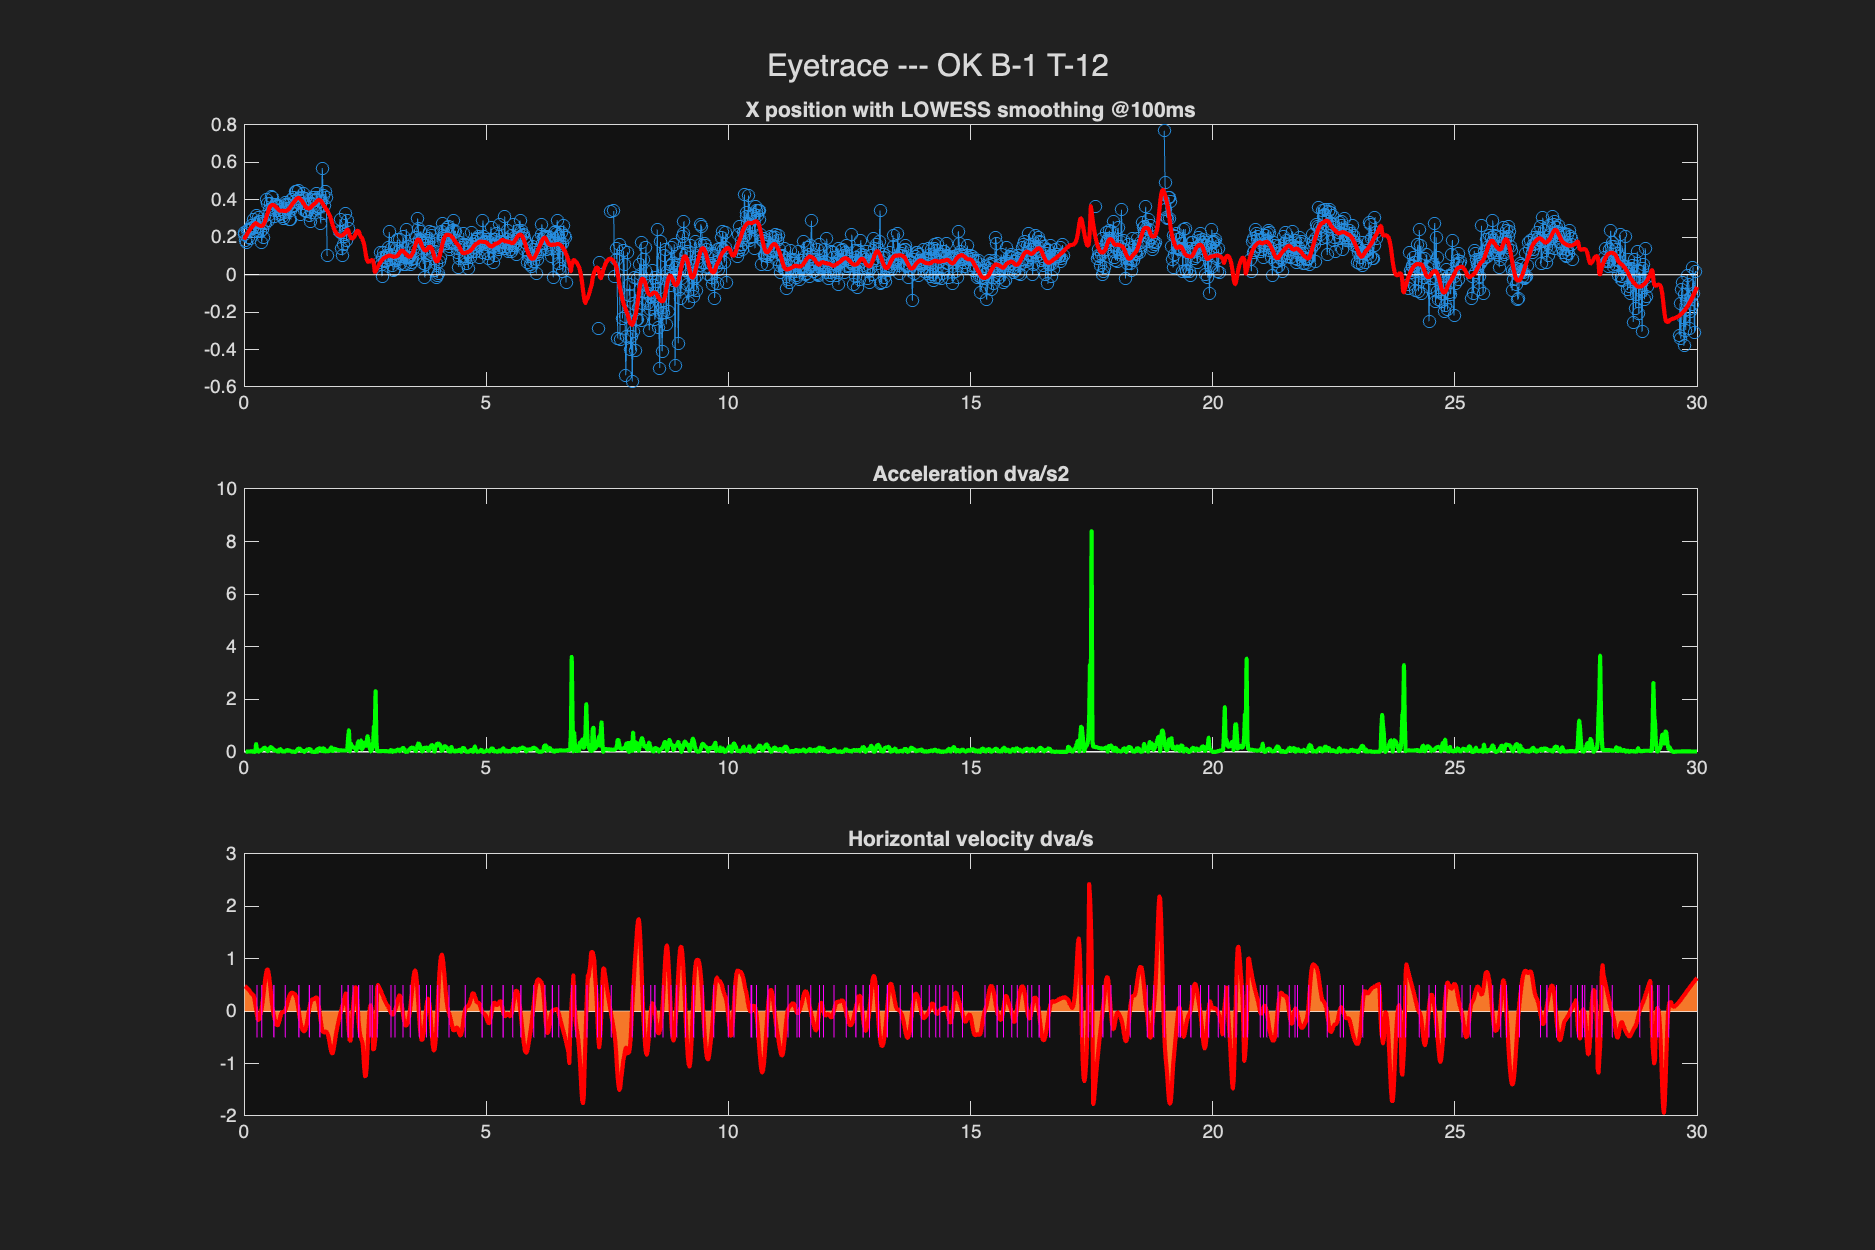 Eyetrace --- OK B-1 T-12
X position with LOWESS smoothing @100ms
0.8
0.6
0.4
0.2
0
-0.2
-0.4
-0.6
0 5 10 15 20 25 30
Acceleration dva/s2
10
8
6
4
2
0
0 5 10 15 20 25 30
Horizontal velocity dva/s
3
2
1
0
-1
-2
0 5 10 15 20 25 30